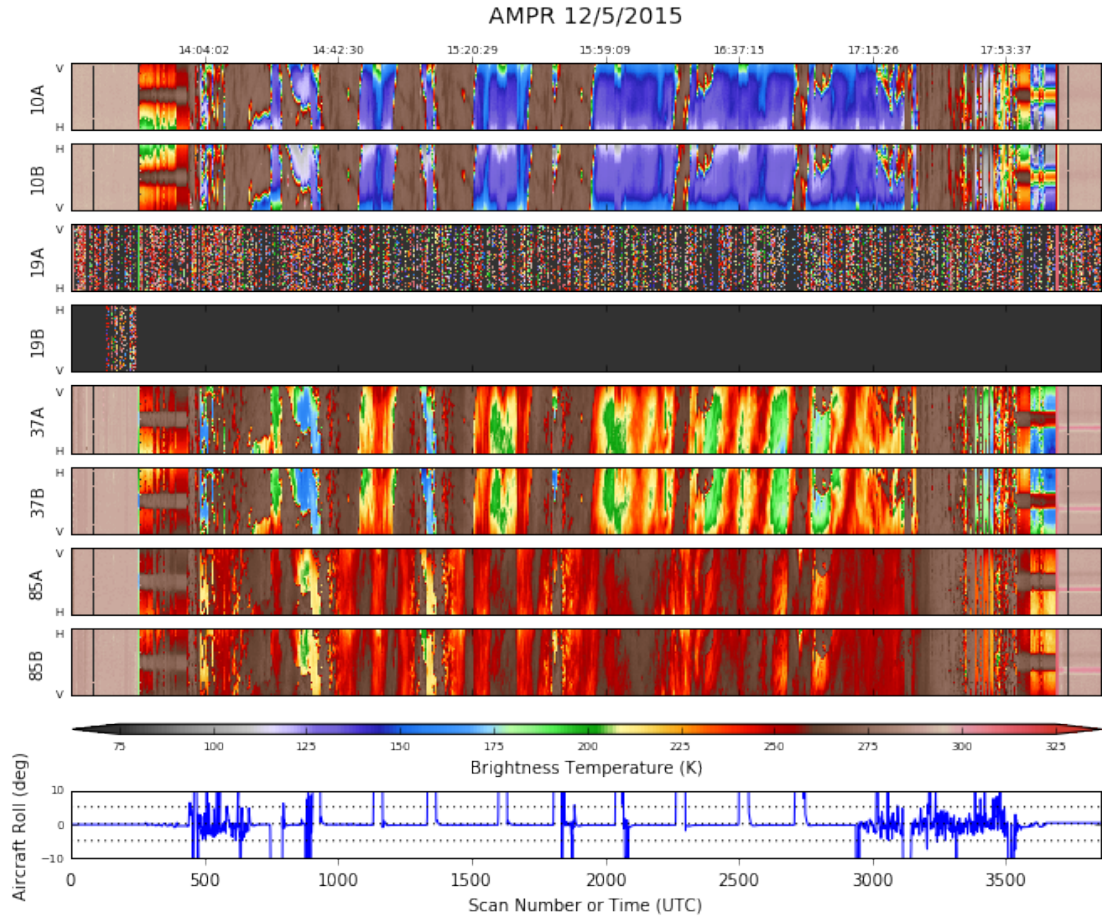 AMPR 12/5/2015
14:04:02 14:42:30 15:20:29 15:59:09 16:37:15 17:15:26 17:53:37
V
10A
H
H
10B
V
V
19A
H
H
19B
V
V
37A
H
H
37B
V
V
85A
H
H
85B
V
75 100 125 150 175 200 225 250 275 300 325
Brightness Temperature (K)
Aircraft Roll (deg)
10
0
−10
0 500 1000 1500 2000 2500 3000 3500
Scan Number or Time (UTC)